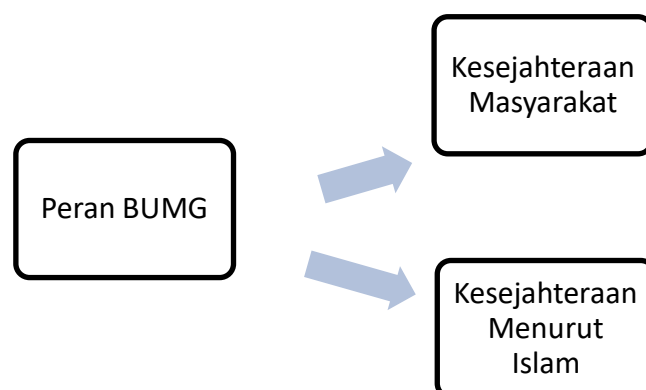 Peran BUMG
Kesejahteraan
Masyarakat
Kesejahteraan
Menurut
Islam